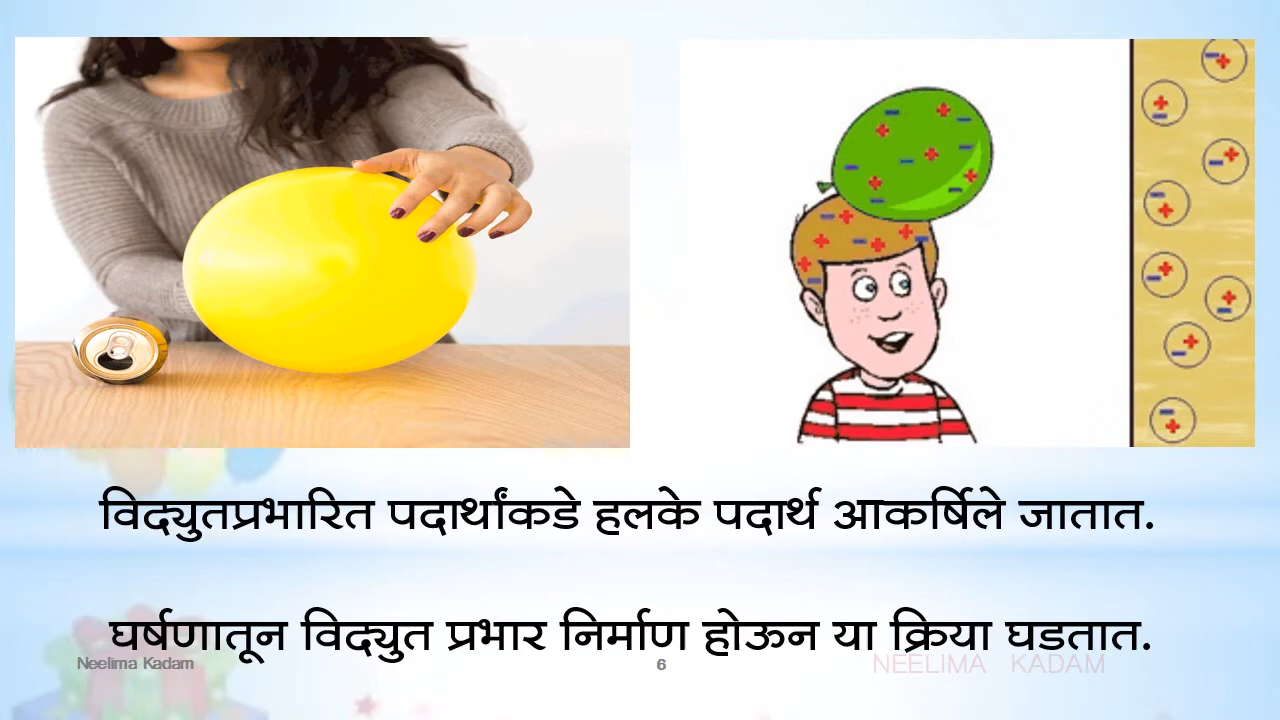 विद्युतप्रभारित पदार्थांकडे हलके पदार्थ आकर्षिले जातात.
घर्षणातून विद्युत प्रभार निर्माण होऊन या क्रिया घडतात.
Neelima Kadam 6 NEELIMA KADAM